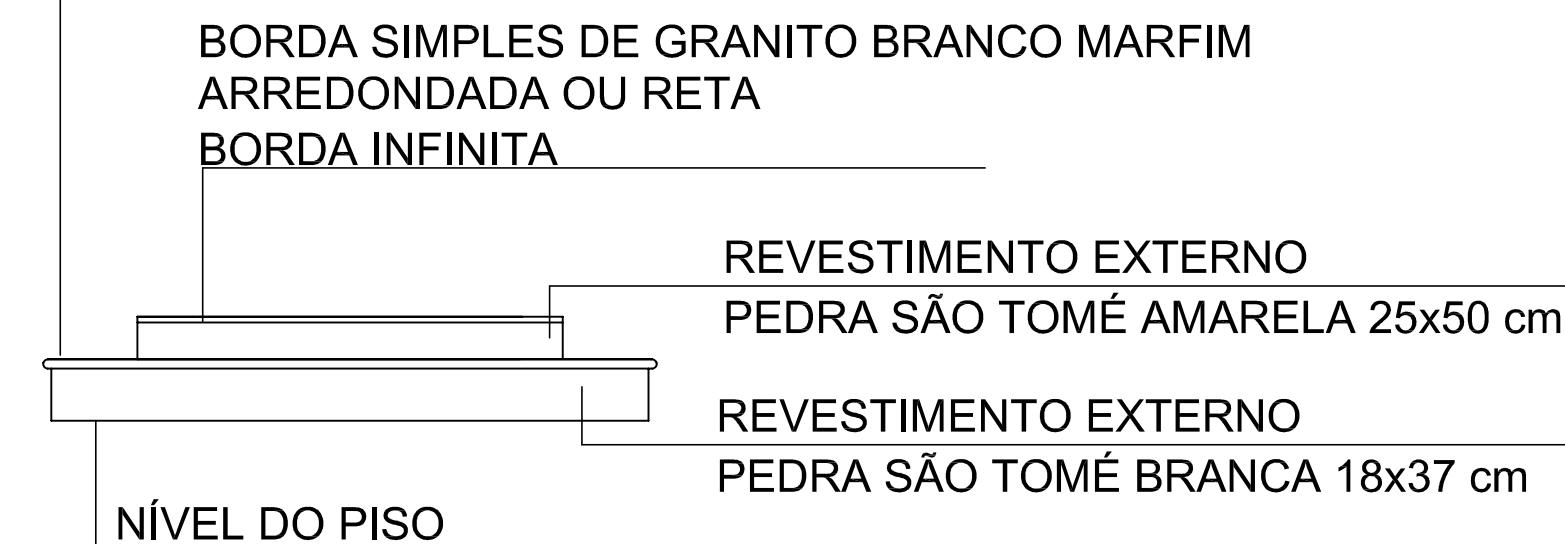 BORDA SIMPLES DE GRANITO BRANCO MARFIM
ARREDONDADA OU RETA
BORDA INFINITA
REVESTIMENTO EXTERNO
PEDRA SÃO TOMÉ AMARELA 25x50 cm
REVESTIMENTO EXTERNO
PEDRA SÃO TOMÉ BRANCA 18x37 cm
NÍVEL DO PISO